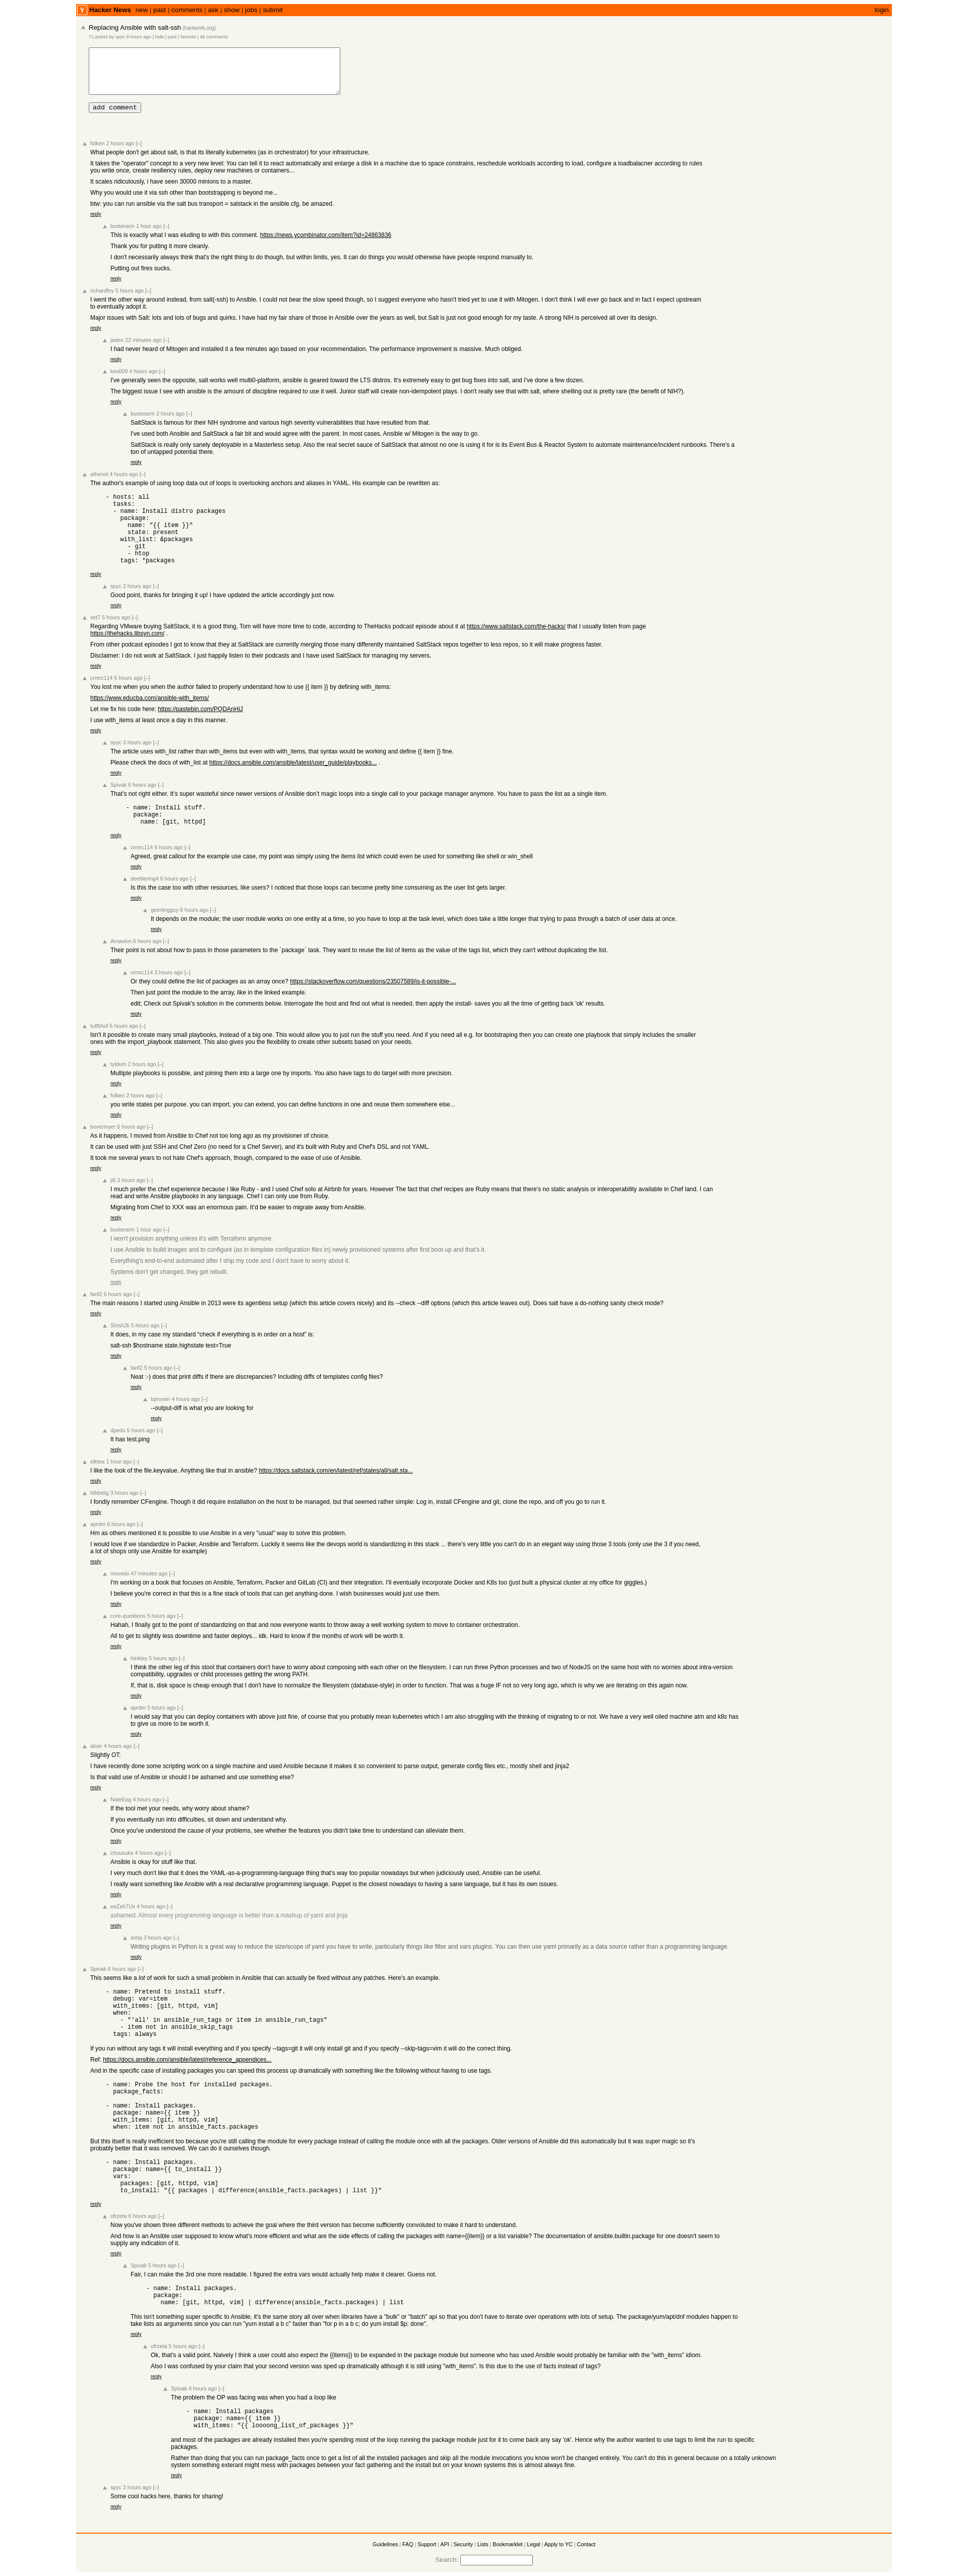 Y Hacker News new | past | comments | ask | show | jobs | submit login
Replacing Ansible with salt-ssh (hartwork.org)
71 points by spyc 8 hours ago | hide | past | favorite | 46 comments
add comment
folken 2 hours ago [–]
What people don't get about salt, is that its literally kubernetes (as in orchestrator) for your infrastructure.
It takes the "operator" concept to a very new level: You can tell it to react automatically and enlarge a disk in a machine due to space constrains, reschedule workloads according to load, configure a loadbalacner according to rules
you write once, create resiliency rules, deploy new machines or containers...
It scales ridiculously, i have seen 30000 minions to a master.
Why you would use it via ssh other than bootstrapping is beyond me...
btw: you can run ansible via the salt bus transport = salstack in the ansible.cfg, be amazed.
reply
busterarm 1 hour ago [–]
This is exactly what I was eluding to with this comment. https://news.ycombinator.com/item?id=24863836
Thank you for putting it more cleanly.
I don't necessarily always think that's the right thing to do though, but within limits, yes. It can do things you would otherwise have people respond manually to.
Putting out fires sucks.
reply
richardfey 5 hours ago [–]
I went the other way around instead, from salt(-ssh) to Ansible. I could not bear the slow speed though, so I suggest everyone who hasn't tried yet to use it with Mitogen. I don't think I will ever go back and in fact I expect upstream
to eventually adopt it.
Major issues with Salt: lots and lots of bugs and quirks. I have had my fair share of those in Ansible over the years as well, but Salt is just not good enough for my taste. A strong NIH is perceived all over its design.
reply
jaden 22 minutes ago [–]
I had never heard of Mitogen and installed it a few minutes ago based on your recommendation. The performance improvement is massive. Much obliged.
reply
kev009 4 hours ago [–]
I've generally seen the opposite, salt works well multi0-platform, ansible is geared toward the LTS distros. It's extremely easy to get bug fixes into salt, and I've done a few dozen.
The biggest issue I see with ansible is the amount of discipline required to use it well. Junior staff will create non-idempotent plays. I don't really see that with salt, where shelling out is pretty rare (the benefit of NIH?).
reply
busterarm 2 hours ago [–]
SaltStack is famous for their NIH syndrome and various high severity vulnerabilities that have resulted from that.
I've used both Ansible and SaltStack a fair bit and would agree with the parent. In most cases, Ansible w/ Mitogen is the way to go.
SaltStack is really only sanely deployable in a Masterless setup. Also the real secret sauce of SaltStack that almost no one is using it for is its Event Bus & Reactor System to automate maintenance/incident runbooks. There's a
ton of untapped potential there.
reply
athenot 4 hours ago [–]
The author's example of using loop data out of loops is overlooking anchors and aliases in YAML. His example can be rewritten as:
- hosts: all
tasks:
- name: Install distro packages
package:
name: "{{ item }}"
state: present
with_list: &packages
- git
- htop
tags: *packages
reply
spyc 2 hours ago [–]
Good point, thanks for bringing it up! I have updated the article accordingly just now.
reply
xet7 5 hours ago [–]
Regarding VMware buying SaltStack, it is a good thing, Tom will have more time to code, according to TheHacks podcast episode about it at https://www.saltstack.com/the-hacks/ that I usually listen from page
https://thehacks.libsyn.com/ .
From other podcast episodes I got to know that they at SaltStack are currently merging those many differently maintained SaltStack repos together to less repos, so it will make progress faster.
Disclaimer: I do not work at SaltStack. I just happily listen to their podcasts and I have used SaltStack for managing my servers.
reply
crmrc114 6 hours ago [–]
You lost me when you when the author failed to properly understand how to use {{ item }} by defining with_items:
https://www.educba.com/ansible-with_items/
Let me fix his code here: https://pastebin.com/PQDAnHiJ
I use with_items at least once a day in this manner.
reply
spyc 3 hours ago [–]
The article uses with_list rather than with_items but even with with_items, that syntax would be working and define {{ item }} fine.
Please check the docs of with_list at https://docs.ansible.com/ansible/latest/user_guide/playbooks... .
reply
Spivak 6 hours ago [–]
That's not right either. It's super wasteful since newer versions of Ansible don't magic loops into a single call to your package manager anymore. You have to pass the list as a single item.
- name: Install stuff.
package:
name: [git, httpd]
reply
crmrc114 6 hours ago [–]
Agreed, great callout for the example use case, my point was simply using the items list which could even be used for something like shell or win_shell
reply
deeblering4 6 hours ago [–]
Is this the case too with other resources, like users? I noticed that those loops can become pretty time consuming as the user list gets larger.
reply
geerlingguy 6 hours ago [–]
It depends on the module; the user module works on one entity at a time, so you have to loop at the task level, which does take a little longer that trying to pass through a batch of user data at once.
reply
Arnavion 6 hours ago [–]
Their point is not about how to pass in those parameters to the `package` task. They want to reuse the list of items as the value of the tags list, which they can't without duplicating the list.
reply
crmrc114 3 hours ago [–]
Or they could define the list of packages as an array once? https://stackoverflow.com/questions/23507589/is-it-possible-...
Then just point the module to the array, like in the linked example.
edit; Check out Spivak's solution in the comments below. Interrogate the host and find out what is needed, then apply the install- saves you all the time of getting back 'ok' results.
reply
tutfbhuf 6 hours ago [–]
Isn't it possible to create many small playbooks, instead of a big one. This would allow you to just run the stuff you need. And if you need all e.g. for bootstraping then you can create one playbook that simply includes the smaller
ones with the import_playbook statement. This also gives you the flexibility to create other subsets based on your needs.
reply
tyldum 2 hours ago [–]
Multiple playbooks is possible, and joining them into a large one by imports. You also have tags to do target with more precision.
reply
folken 2 hours ago [–]
you write states per purpose. you can import, you can extend, you can define functions in one and reuse them somewhere else...
reply
bovermyer 6 hours ago [–]
As it happens, I moved from Ansible to Chef not too long ago as my provisioner of choice.
It can be used with just SSH and Chef Zero (no need for a Chef Server), and it's built with Ruby and Chef's DSL and not YAML.
It took me several years to not hate Chef's approach, though, compared to the ease of use of Ansible.
reply
jitl 3 hours ago [–]
I much prefer the chef experience because I like Ruby - and I used Chef solo at Airbnb for years. However The fact that chef recipes are Ruby means that there's no static analysis or interoperability available in Chef land. I can
read and write Ansible playbooks in any language. Chef I can only use from Ruby.
Migrating from Chef to XXX was an enormous pain. It'd be easier to migrate away from Ansible.
reply
busterarm 1 hour ago [–]
I won't provision anything unless it's with Terraform anymore.
I use Ansible to build images and to configure (as in template configuration files in) newly provisioned systems after first boot-up and that's it.
Everything's end-to-end automated after I ship my code and I don't have to worry about it.
Systems don't get changed, they get rebuilt.
reply
fanf2 6 hours ago [–]
The main reasons I started using Ansible in 2013 were its agentless setup (which this article covers nicely) and its --check --diff options (which this article leaves out). Does salt have a do-nothing sanity check mode?
reply
Shish2k 5 hours ago [–]
It does, in my case my standard "check if everything is in order on a host" is:
salt-ssh $hostname state.highstate test=True
reply
fanf2 5 hours ago [–]
Neat :-) does that print diffs if there are discrepancies? Including diffs of templates config files?
reply
bproven 4 hours ago [–]
--output-diff is what you are looking for
reply
dpedu 5 hours ago [–]
It has test.ping
reply
eikiea 1 hour ago [–]
I like the look of the file.keyvalue. Anything like that in ansible? https://docs.saltstack.com/en/latest/ref/states/all/salt.sta...
reply
htbbelig 3 hours ago [–]
I fondly remember CFengine. Though it did require installation on the host to be managed, but that seemed rather simple: Log in, install CFengine and git, clone the repo, and off you go to run it.
reply
aprdm 6 hours ago [–]
Hm as others mentioned it is possible to use Ansible in a very "usual" way to solve this problem.
I would love if we standardize in Packer, Ansible and Terraform. Luckily it seems like the devops world is standardizing in this stack ... there's very little you can't do in an elegant way using those 3 tools (only use the 3 if you need,
a lot of shops only use Ansible for example)
reply
movedx 47 minutes ago [–]
I'm working on a book that focuses on Ansible, Terraform, Packer and GitLab (CI) and their integration. I'll eventually incorporate Docker and K8s too (just built a physical cluster at my office for giggles.)
I believe you're correct in that this is a fine stack of tools that can get anything done. I wish businesses would just use them.
reply
core-questions 5 hours ago [–]
Hahah, I finally got to the point of standardizing on that and now everyone wants to throw away a well working system to move to container orchestration.
All to get to slightly less downtime and faster deploys... idk. Hard to know if the months of work will be worth it.
reply
hinkley 5 hours ago [–]
I think the other leg of this stool that containers don't have to worry about composing with each other on the filesystem. I can run three Python processes and two of NodeJS on the same host with no worries about intra-version
compatibility, upgrades or child processes getting the wrong PATH.
If, that is, disk space is cheap enough that I don't have to normalize the filesystem (database-style) in order to function. That was a huge IF not so very long ago, which is why we are iterating on this again now.
reply
aprdm 5 hours ago [–]
I would say that you can deploy containers with above just fine, of course that you probably mean kubernetes which I am also struggling with the thinking of migrating to or not. We have a very well oiled machine atm and k8s has
to give us more to be worth it.
reply
ateer 4 hours ago [–]
Slightly OT:
I have recently done some scripting work on a single machine and used Ansible because it makes it so convenient to parse output, generate config files etc., mostly shell and jinja2
Is that valid use of Ansible or should I be ashamed and use something else?
reply
NateEag 4 hours ago [–]
If the tool met your needs, why worry about shame?
If you eventually run into difficulties, sit down and understand why.
Once you've understood the cause of your problems, see whether the features you didn't take time to understand can alleviate them.
reply
chousuke 4 hours ago [–]
Ansible is okay for stuff like that.
I very much don't like that it does the YAML-as-a-programming-language thing that's way too popular nowadays but when judiciously used, Ansible can be useful.
I really want something like Ansible with a real declarative programming language. Puppet is the closest nowadays to having a sane language, but it has its own issues.
reply
eeZah7Ux 4 hours ago [–]
ashamed. Almost every programming language is better than a mashup of yaml and jinja
reply
orlaj 3 hours ago [–]
Writing plugins in Python is a great way to reduce the size/scope of yaml you have to write, particularly things like filter and vars plugins. You can then use yaml primarily as a data source rather than a programming language.
reply
Spivak 6 hours ago [–]
This seems like a lot of work for such a small problem in Ansible that can actually be fixed without any patches. Here's an example.
- name: Pretend to install stuff.
debug: var=item
with_items: [git, httpd, vim]
when:
- "'all' in ansible_run_tags or item in ansible_run_tags"
- item not in ansible_skip_tags
tags: always
If you run without any tags it will install everything and if you specify --tags=git it will only install git and if you specify --skip-tags=vim it will do the correct thing.
Ref: https://docs.ansible.com/ansible/latest/reference_appendices...
And in the specific case of installing packages you can speed this process up dramatically with something like the following without having to use tags.
- name: Probe the host for installed packages.
package_facts:
- name: Install packages.
package: name={{ item }}
with_items: [git, httpd, vim]
when: item not in ansible_facts.packages
But this itself is really inefficient too because you're still calling the module for every package instead of calling the module once with all the packages. Older versions of Ansible did this automatically but it was super magic so it's
probably better that it was removed. We can do it ourselves though.
- name: Install packages.
package: name={{ to_install }}
vars:
packages: [git, httpd, vim]
to_install: "{{ packages | difference(ansible_facts.packages) | list }}"
reply
ofrzeta 6 hours ago [–]
Now you've shown three different methods to achieve the goal where the third version has become sufficiently convoluted to make it hard to understand.
And how is an Ansible user supposed to know what's more efficient and what are the side effects of calling the packages with name={{item}} or a list variable? The documentation of ansible.builtin.package for one doesn't seem to
supply any indication of it.
reply
Spivak 5 hours ago [–]
Fair, I can make the 3rd one more readable. I figured the extra vars would actually help make it clearer. Guess not.
- name: Install packages.
package:
name: [git, httpd, vim] | difference(ansible_facts.packages) | list
This isn't something super specific to Ansible, it's the same story all over when libraries have a "bulk" or "batch" api so that you don't have to iterate over operations with lots of setup. The package/yum/apt/dnf modules happen to
take lists as arguments since you can run "yum install a b c" faster than "for p in a b c; do yum install $p; done".
reply
ofrzeta 5 hours ago [–]
Ok, that's a valid point. Naively I think a user could also expect the {{items}} to be expanded in the package module but someone who has used Ansible would probably be familiar with the "with_items" idiom.
Also I was confused by your claim that your second version was sped up dramatically although it is still using "with_items". Is this due to the use of facts instead of tags?
reply
Spivak 4 hours ago [–]
The problem the OP was facing was when you had a loop like
- name: Install packages
package: name={{ item }}
with_items: "{{ loooong_list_of_packages }}"
and most of the packages are already installed then you're spending most of the loop running the package module just for it to come back any say 'ok'. Hence why the author wanted to use tags to limit the run to specific
packages.
Rather than doing that you can run package_facts once to get a list of all the installed packages and skip all the module invocations you know won't be changed entirely. You can't do this in general because on a totally unknown
system something exteranl might mess with packages between your fact gathering and the install but on your known systems this is almost always fine.
reply
spyc 3 hours ago [–]
Some cool hacks here, thanks for sharing!
reply
Guidelines | FAQ | Support | API | Security | Lists | Bookmarklet | Legal | Apply to YC | Contact
Search: